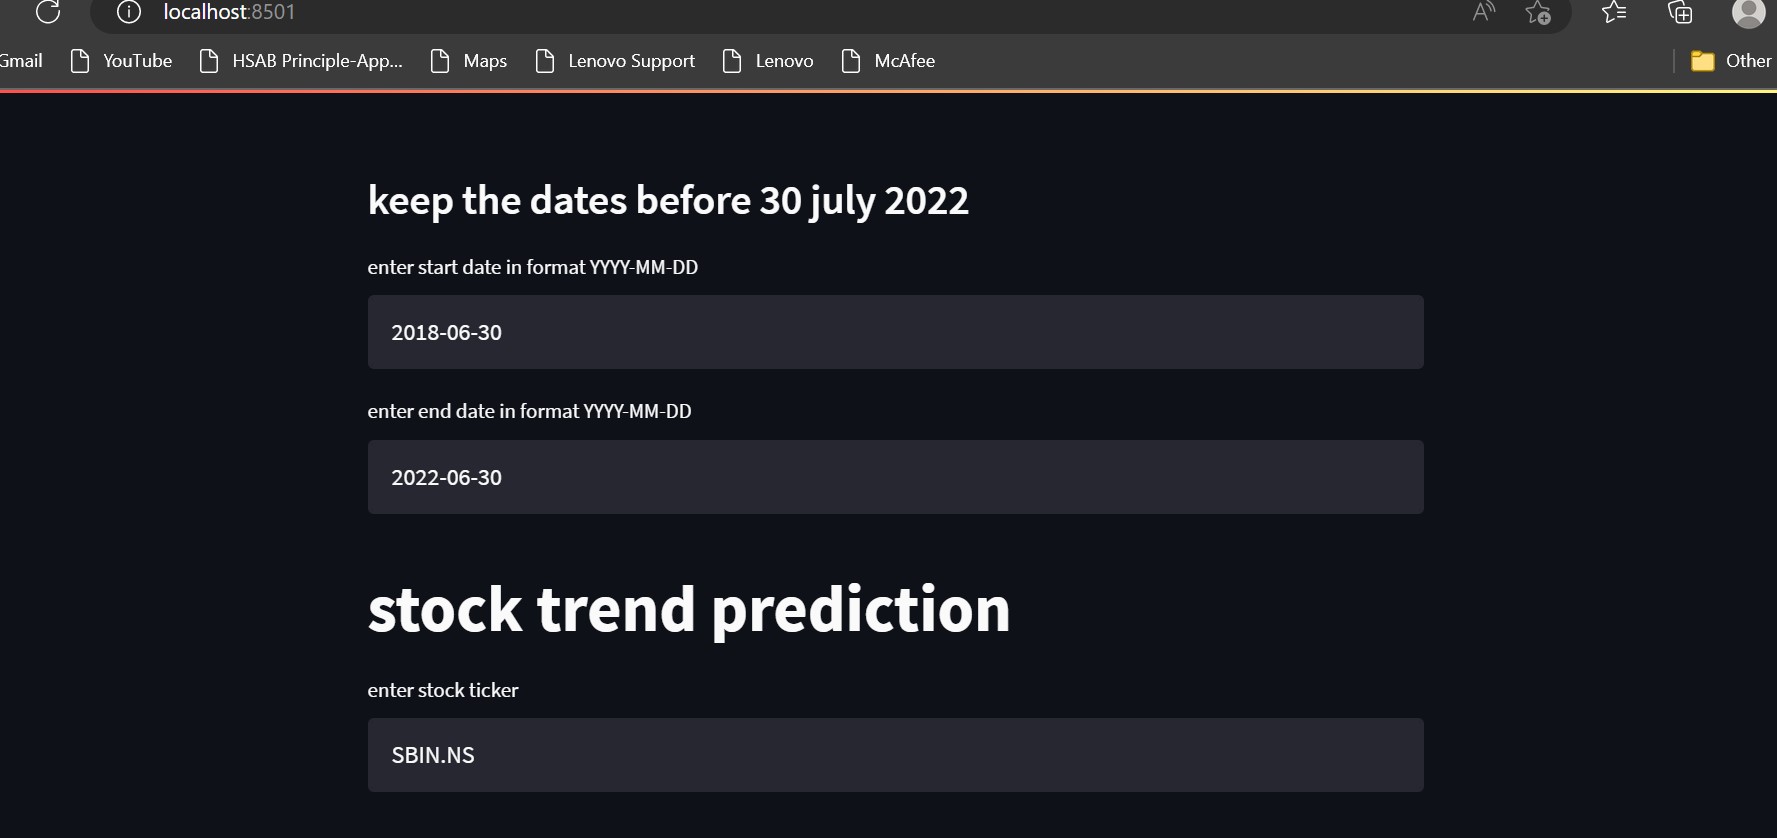 localhost:8501
Gmail YouTube HSAB Principle-App... Maps Lenovo Support Lenovo McAfee Other
keep the dates before 30 july 2022
enter start date in format YYYY-MM-DD
2018-06-30
enter end date in format YYYY-MM-DD
2022-06-30
stock trend prediction
enter stock ticker
SBIN.NS